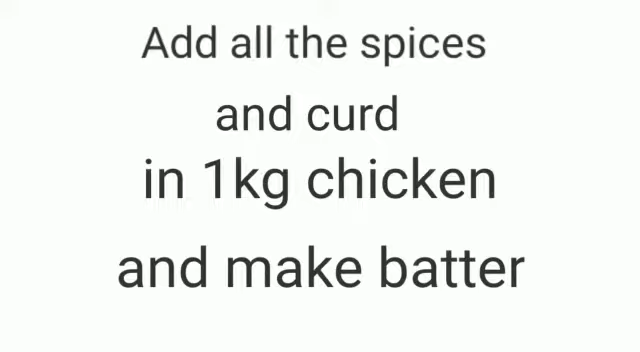 Add all the spices
and curd
in 1kg chicken
and make batter